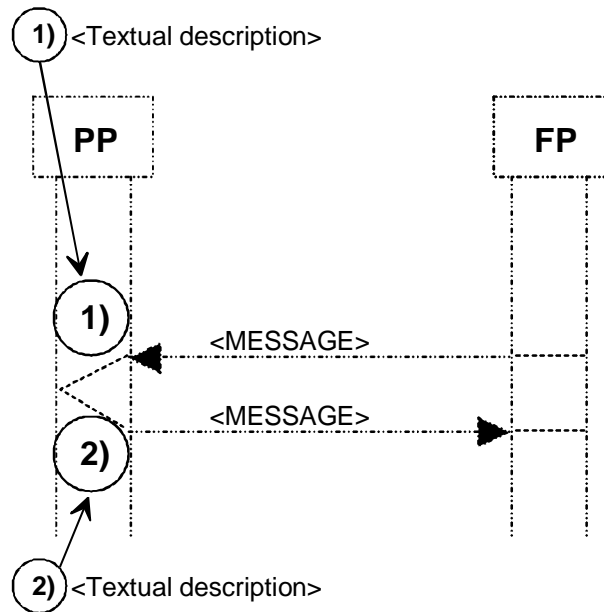 1) <Textual description>
PP
FP
1)
<MESSAGE>
<MESSAGE>
2)
2) <Textual description>